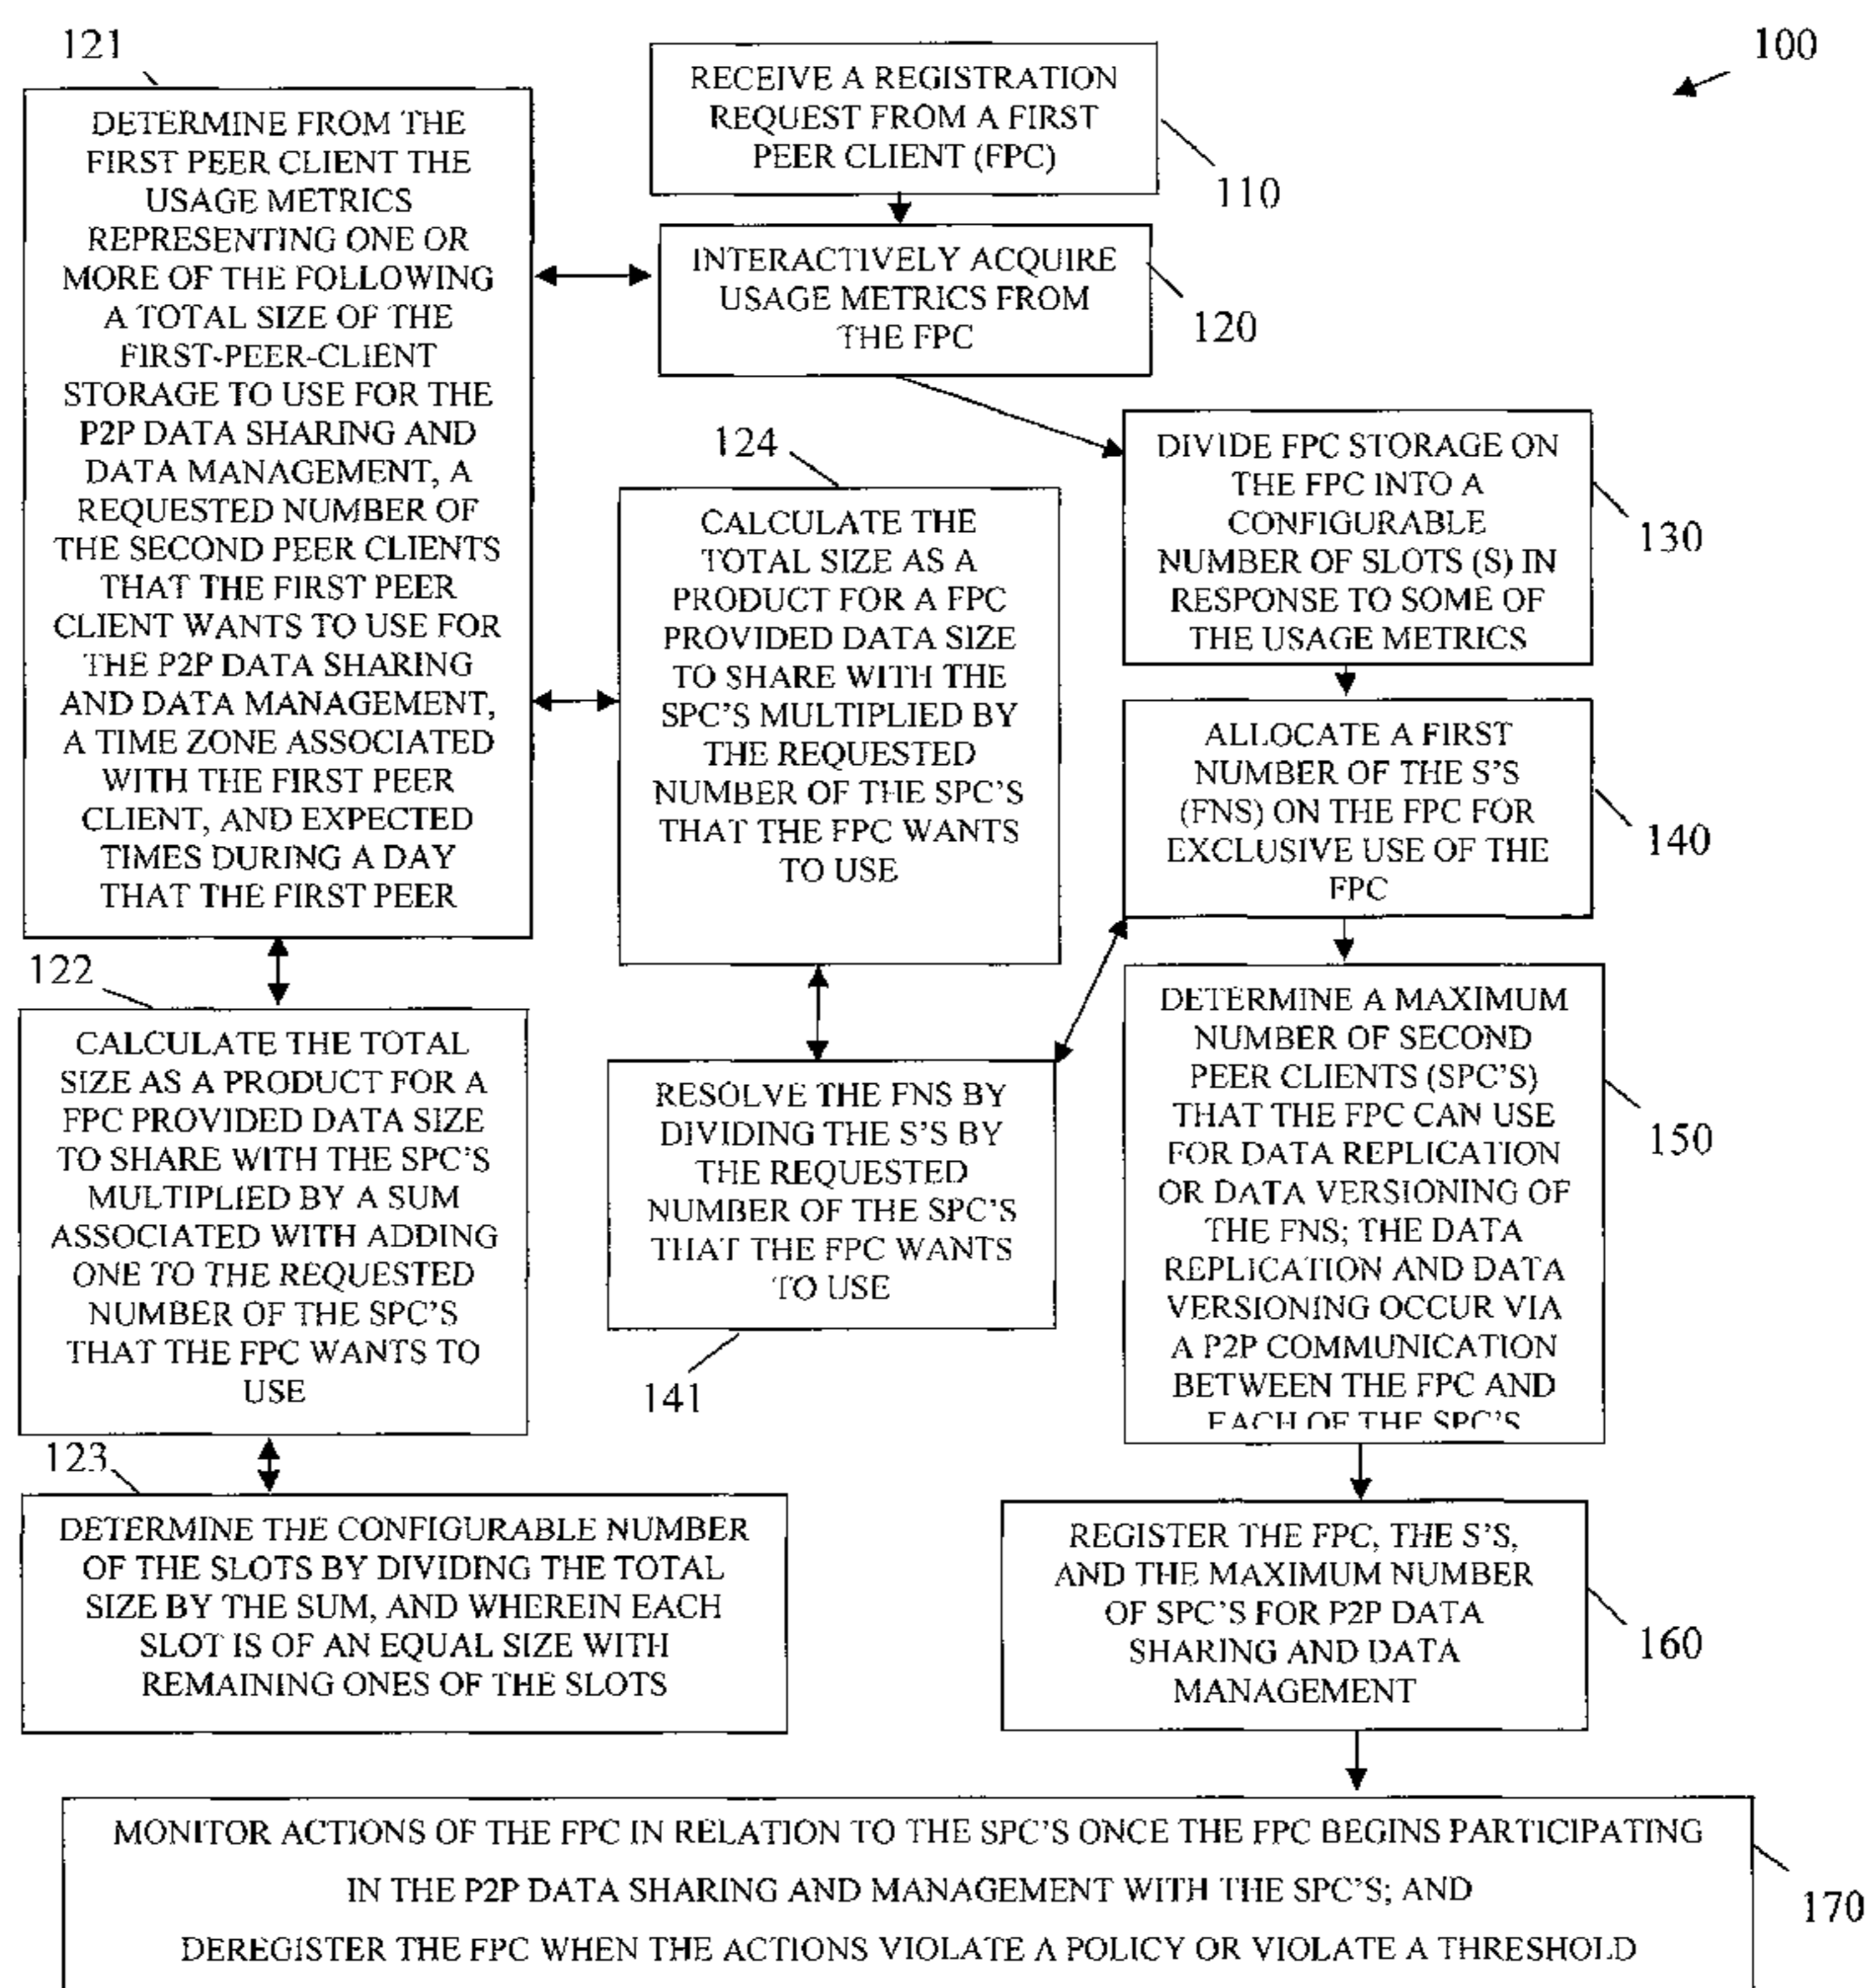 100
RECEIVE A REGISTRATION
REQUEST FROM A FIRST
PEER CLIENT (FPC)
110
121
DETERMINE FROM THE
FIRST PEER CLIENT THE
USAGE METRICS
REPRESENTING ONE OR
MORE OF THE FOLLOWING
A TOTAL SIZE OF THE
FIRST-PEER-CLIENT
STORAGE TO USE FOR THE
P2P DATA SHARING AND
DATA MANAGEMENT, A
REQUESTED NUMBER OF
THE SECOND PEER CLIENTS
THAT THE FIRST PEER
CLIENT WANTS TO USE FOR
THE P2P DATA SHARING
AND DATA MANAGEMENT,
A TIME ZONE ASSOCIATED
WITH THE FIRST PEER
CLIENT, AND EXPECTED
TIMES DURING A DAY
THAT THE FIRST PEER
INTERACTIVELY ACQUIRE
USAGE METRICS FROM
THE FPC
120
124
CALCULATE THE
TOTAL SIZE AS A
PRODUCT FOR A FPC
PROVIDED DATA SIZE
TO SHARE WITH THE
SPC'S MULTIPLIED BY
THE REQUESTED
NUMBER OF THE SPC'S
THAT THE FPC WANTS
TO USE
DIVIDE FPC STORAGE ON
THE FPC INTO A
CONFIGURABLE
NUMBER OF SLOTS (S) IN
RESPONSE TO SOME OF
THE USAGE METRICS
130
ALLOCATE A FIRST
NUMBER OF THE S'S
(FNS) ON THE FPC FOR
EXCLUSIVE USE OF THE
FPC
140
122
CALCULATE THE TOTAL
SIZE AS A PRODUCT FOR A
FPC PROVIDED DATA SIZE
TO SHARE WITH THE SPC'S
MULTIPLIED BY A SUM
ASSOCIATED WITH ADDING
ONE TO THE REQUESTED
NUMBER OF THE SPC'S
THAT THE FPC WANTS TO
USE
RESOLVE THE FNS BY
DIVIDING THE S'S BY
THE REQUESTED
NUMBER OF THE SPC'S
THAT THE FPC WANTS
TO USE
141
DETERMINE A MAXIMUM
NUMBER OF SECOND
PEER CLIENTS (SPC'S)
THAT THE FPC CAN USE
FOR DATA REPLICATION
OR DATA VERSIONING OF
THE FNS; THE DATA
REPLICATION AND DATA
VERSIONING OCCUR VIA
A P2P COMMUNICATION
BETWEEN THE FPC AND
EACH OF THE SPC'S
150
123
DETERMINE THE CONFIGURABLE NUMBER
OF THE SLOTS BY DIVIDING THE TOTAL
SIZE BY THE SUM, AND WHEREIN EACH
SLOT IS OF AN EQUAL SIZE WITH
REMAINING ONES OF THE SLOTS
REGISTER THE FPC, THE S'S,
AND THE MAXIMUM NUMBER
OF SPC'S FOR P2P DATA
SHARING AND DATA
MANAGEMENT
160
MONITOR ACTIONS OF THE FPC IN RELATION TO THE SPC'S ONCE THE FPC BEGINS PARTICIPATING
IN THE P2P DATA SHARING AND MANAGEMENT WITH THE SPC'S; AND
DEREGISTER THE FPC WHEN THE ACTIONS VIOLATE A POLICY OR VIOLATE A THRESHOLD
170